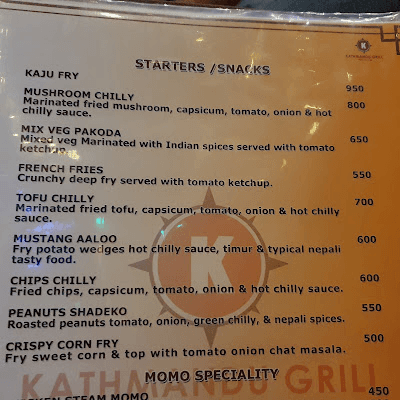 KATHMANDU GRILL
STARTERS /SNACKS
KAJU FRY 950
MUSHROOM CHILLY 800
Marinated fried mushroom, capsicum, tomato, onion & hot
chilly sauce.
MIX VEG PAKODA 650
Mixed veg Marinated with Indian spices served with tomato
ketchup.
FRENCH FRIES 550
Crunchy deep fry served with tomato ketchup.
TOFU CHILLY 700
Marinated fried tofu, capsicum, tomato, onion & hot chilly
sauce.
MUSTANG AALOO 600
Fry potato wedges hot chilly sauce, timur & typical nepali
tasty food.
K
CHIPS CHILLY 600
Fried chips, capsicum, tomato, onion & hot chilly sauce.
PEANUTS SHADEKO 550
Roasted peanuts tomato, onion, green chilly, & nepali spices.
CRISPY CORN FRY 500
Fry sweet corn & top with tomato onion chat masala.
KATHMANDU GRILL
MOMO SPECIALITY
STEAM MOMO 450